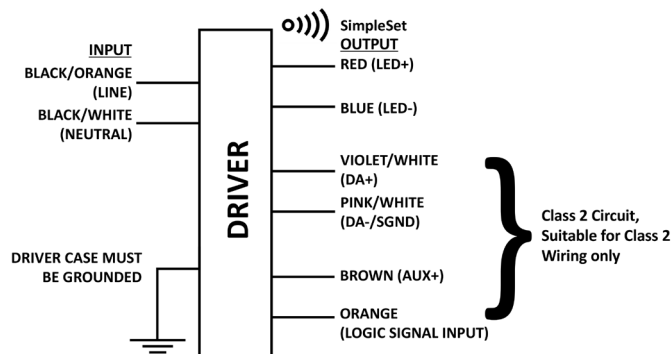 SimpleSet
INPUT
OUTPUT
BLACK/ORANGE
(LINE)
RED (LED+)
BLACK/WHITE
(NEUTRAL)
BLUE (LED-)
DRIVER
VIOLET/WHITE
(DA+)
PINK/WHITE
(DA-/SGND)
Class 2 Circuit,
Suitable for Class 2
Wiring only
DRIVER CASE MUST
BE GROUNDED
BROWN (AUX+)
ORANGE
(LOGIC SIGNAL INPUT)